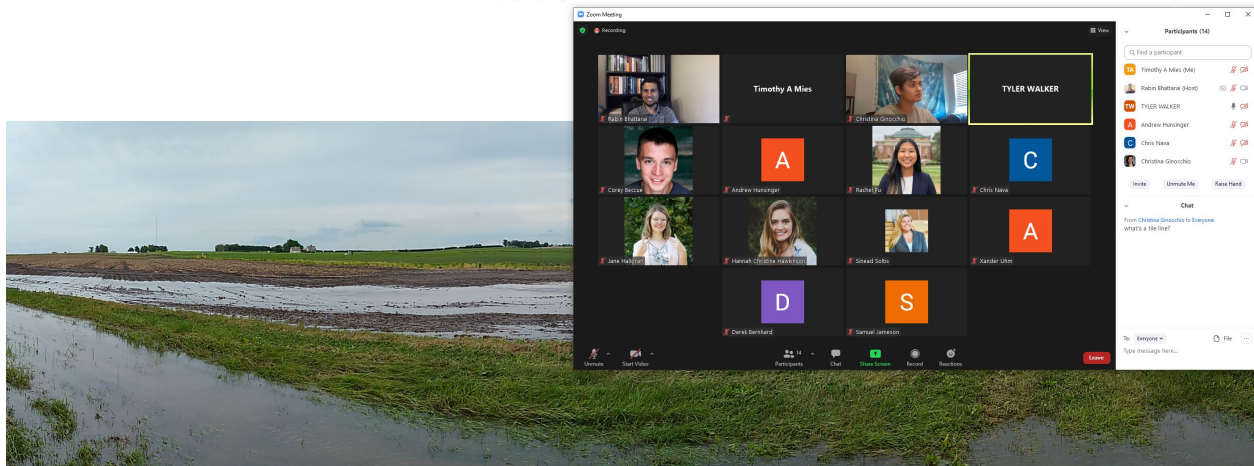 Zoom Meeting
Recording
View
Rabin Bhattarai
Timothy A Mies
Christina Ginocchio
TYLER WALKER
Corey Beccue
A
Andrew Hunsinger
Rachel Fu
C
Chris Nava
Jane Hallgran
Hannah Christine Hawkinson
Sinead Soltis
A
Xander Uhm
D
Derek Bernhard
S
Samuel Jameson
Unmute
Start Video
14
Participants
Chat
Share Screen
Record
Reactions
Leave
Participants (14)
Find a participant
TA Timothy A Mies (Me)
Rabin Bhattarai (Host)
TW TYLER WALKER
A Andrew Hunsinger
C Chris Nava
Christina Ginocchio
Invite Unmute Me Raise Hand
Chat
From Christina Ginocchio to Everyone:
what's a tile line?
To: Everyone File
Type message here...